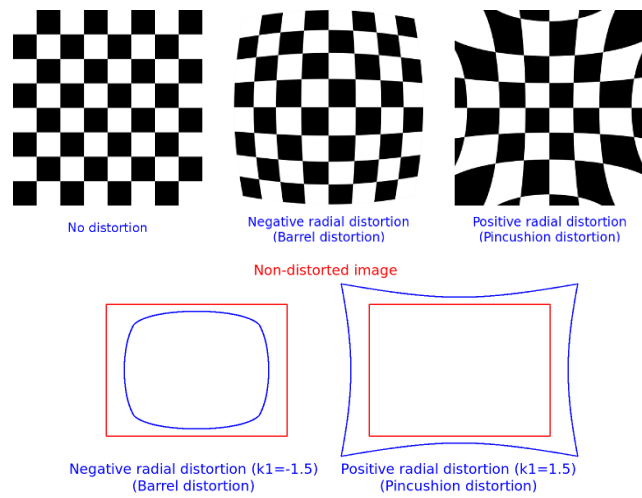 No distortion
Negative radial distortion
(Barrel distortion)
Positive radial distortion
(Pincushion distortion)
Non-distorted image
Negative radial distortion (k1=-1.5)
(Barrel distortion)
Positive radial distortion (k1=1.5)
(Pincushion distortion)